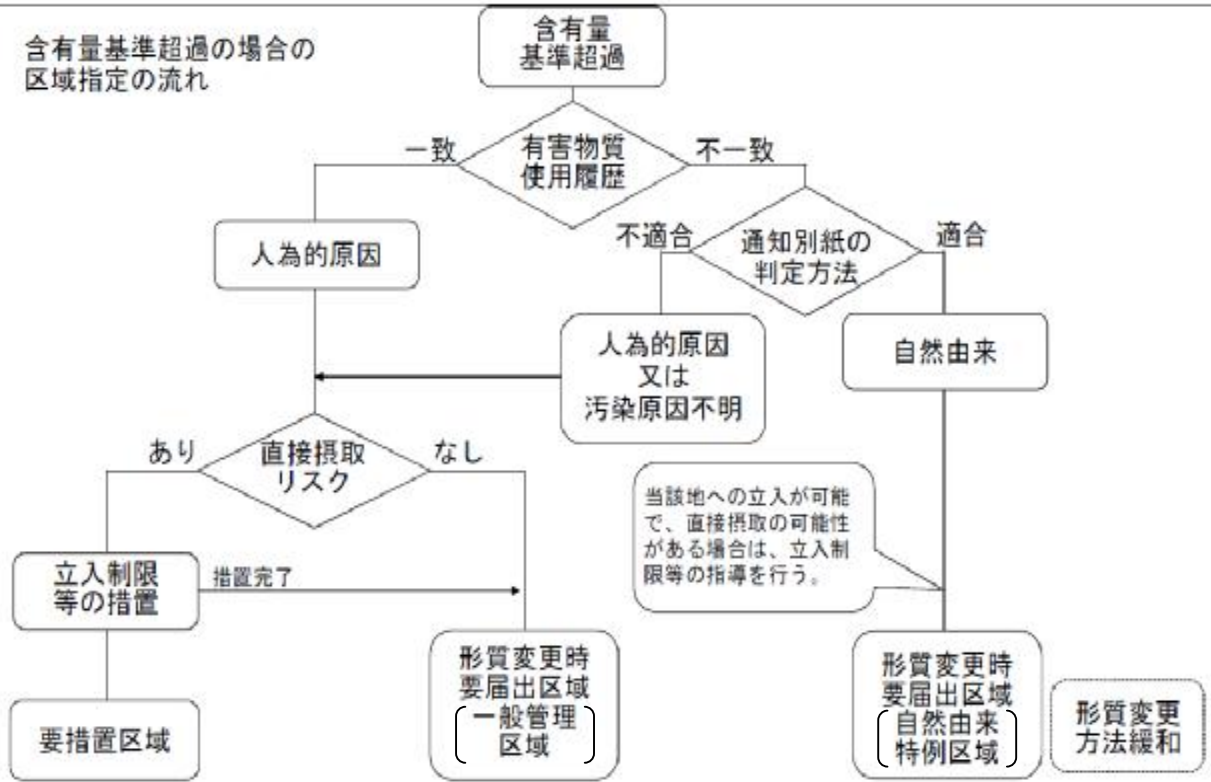 含有量基準超過の場合の
区域指定の流れ
含有量
基準超過
一致
有害物質
使用履歴
不一致
人為的原因
不適合
通知別紙の
判定方法
適合
人為的原因
又は
汚染原因不明
自然由来
あり
直接摂取
リスク
なし
当該地への立入が可能
で、直接摂取の可能性
がある場合は、立入制
限等の指導を行う。
立入制限
等の措置
措置完了
要措置区域
形質変更時
要届出区域
一般管理
区域
形質変更時
要届出区域
自然由来
特例区域
形質変更
方法緩和